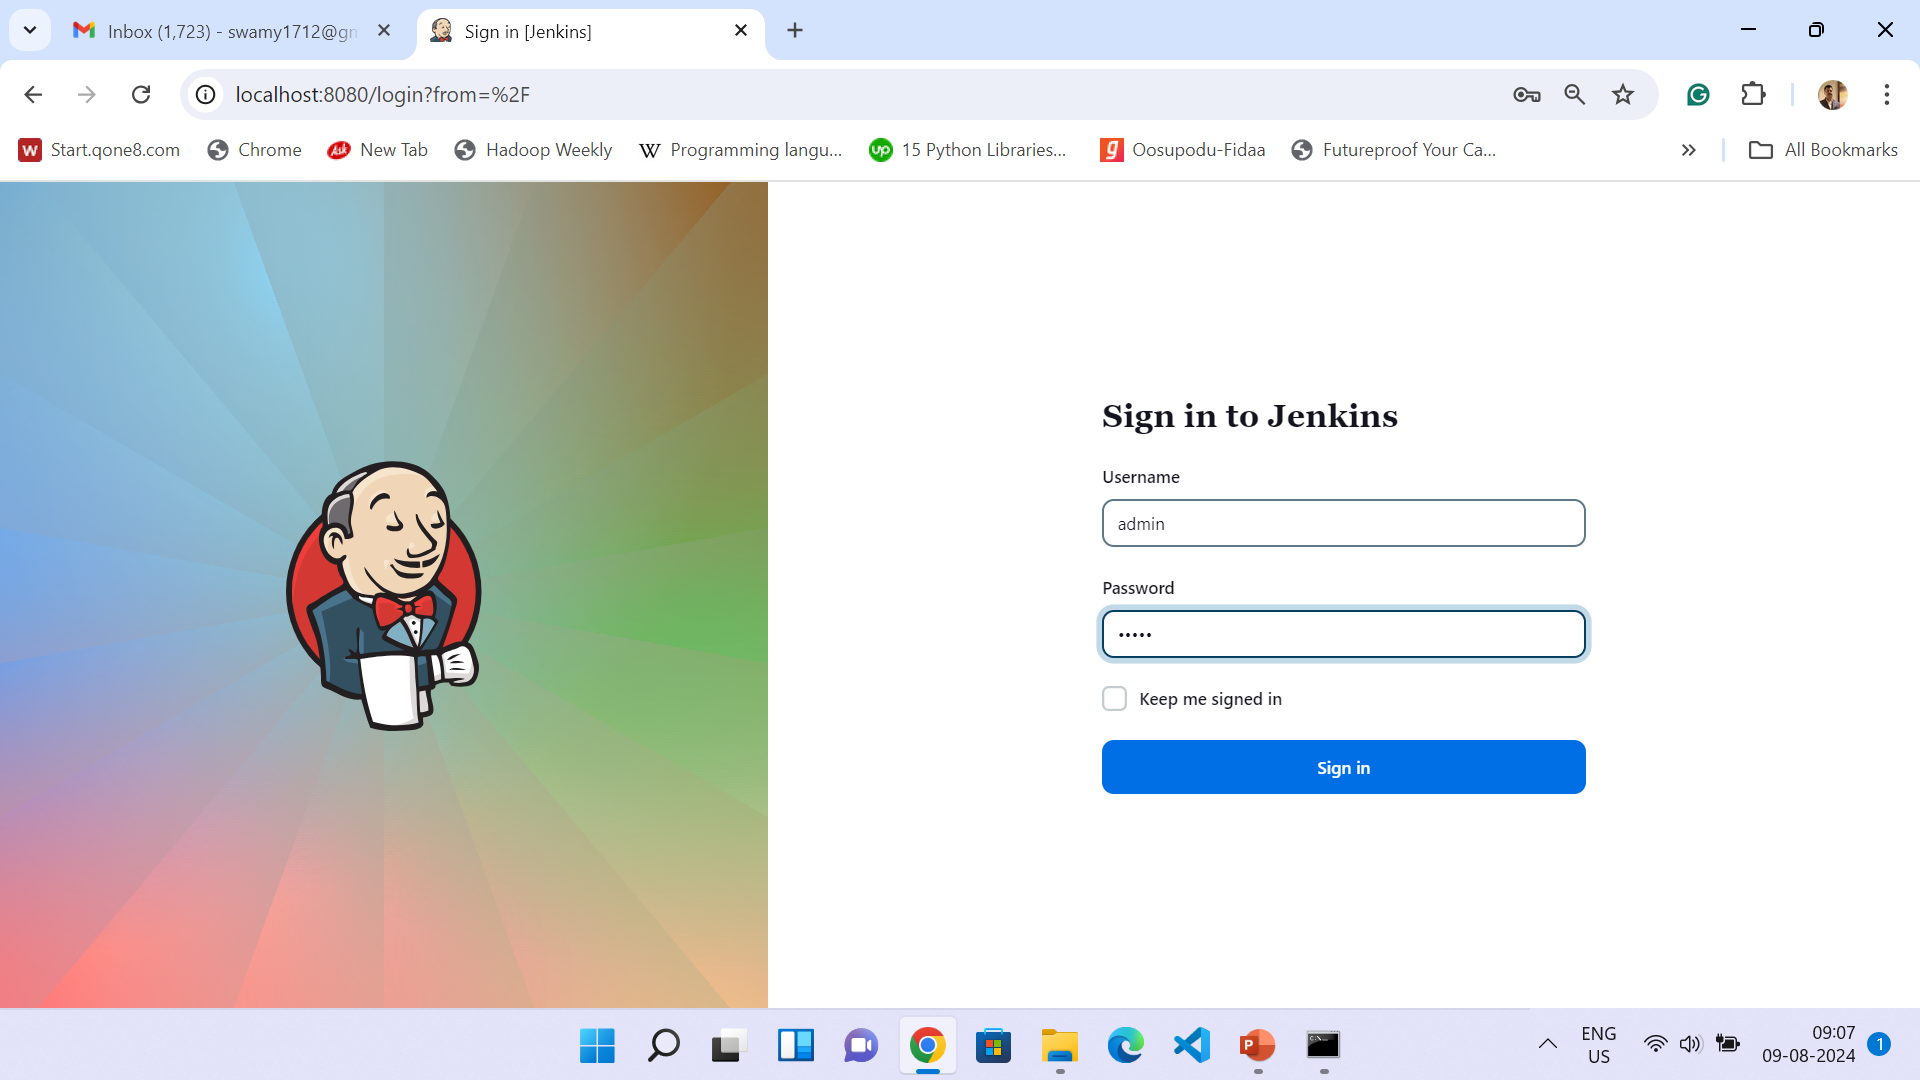 Inbox (1,723) - swamy1712@gm
Sign in [Jenkins]
localhost:8080/login?from=%2F
W Start.qone8.com
Chrome
Ask New Tab
Hadoop Weekly
W Programming langu...
up 15 Python Libraries...
g Oosupodu-Fidaa
Futureproof Your Ca...
All Bookmarks
Sign in to Jenkins
Username
admin
Password
•••••
Keep me signed in
Sign in
P
ENG
US
09:07
09-08-2024
1